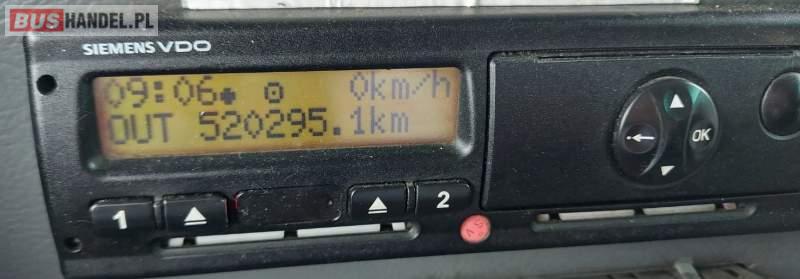 BUSHANDEL.PL
SIEMENS VDO
09:06 0km/h
OUT 520295.1km
1
2
OK